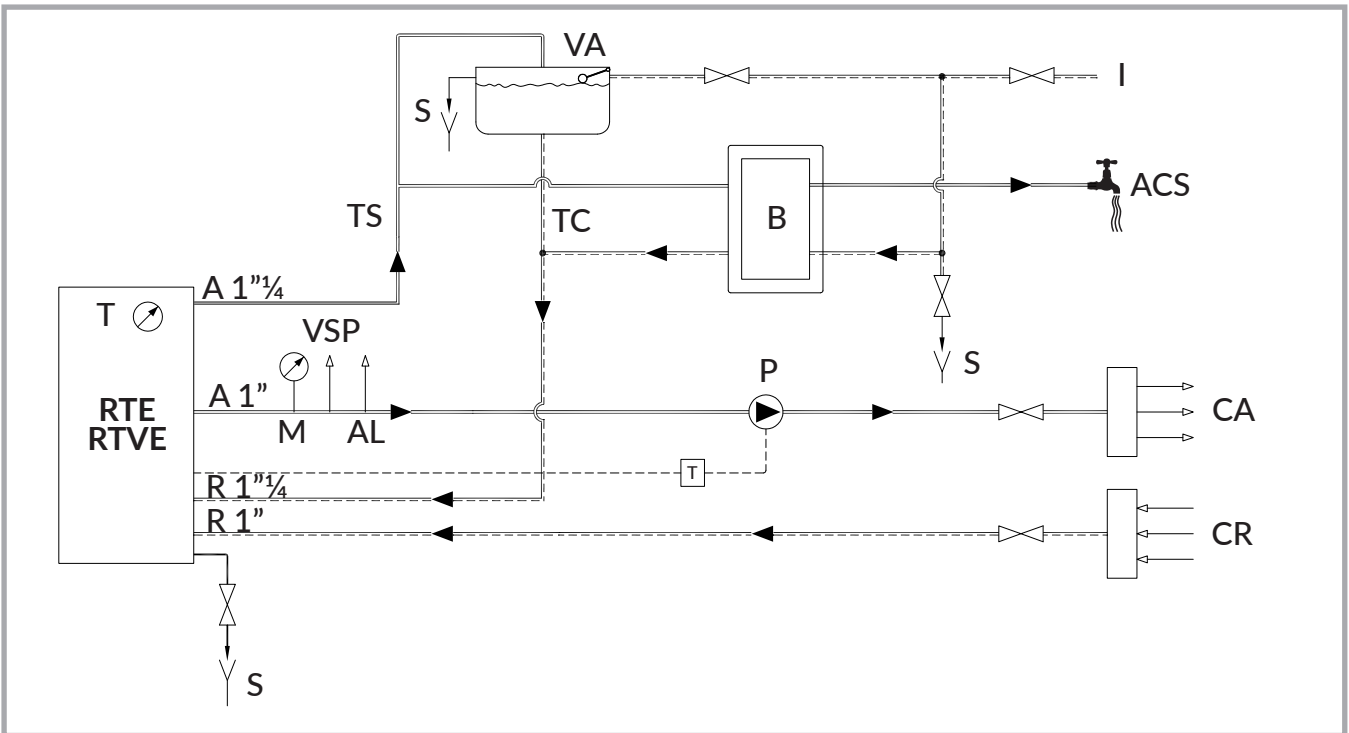 VA
I
S
B
ACS
TS
TC
A 1”¼
T
VSP
S
P
A 1”
CA
RTE
RTVE
M
AL
T
R 1”¼
R 1”
CR
S